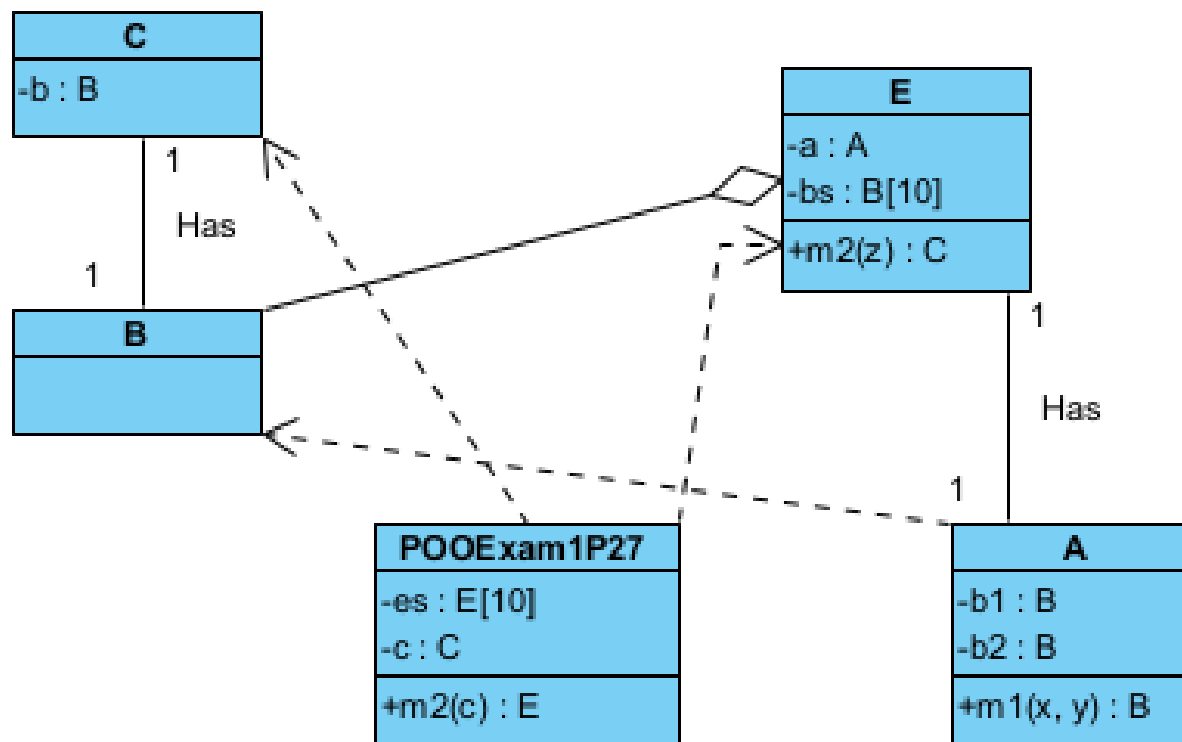 C
-b : B
1
Has
1
B
E
-a : A
-bs : B[10]
+m2(z) : C
1
Has
1
POOExam1P27
-es : E[10]
-c : C
+m2(c) : E
A
-b1 : B
-b2 : B
+m1(x, y) : B